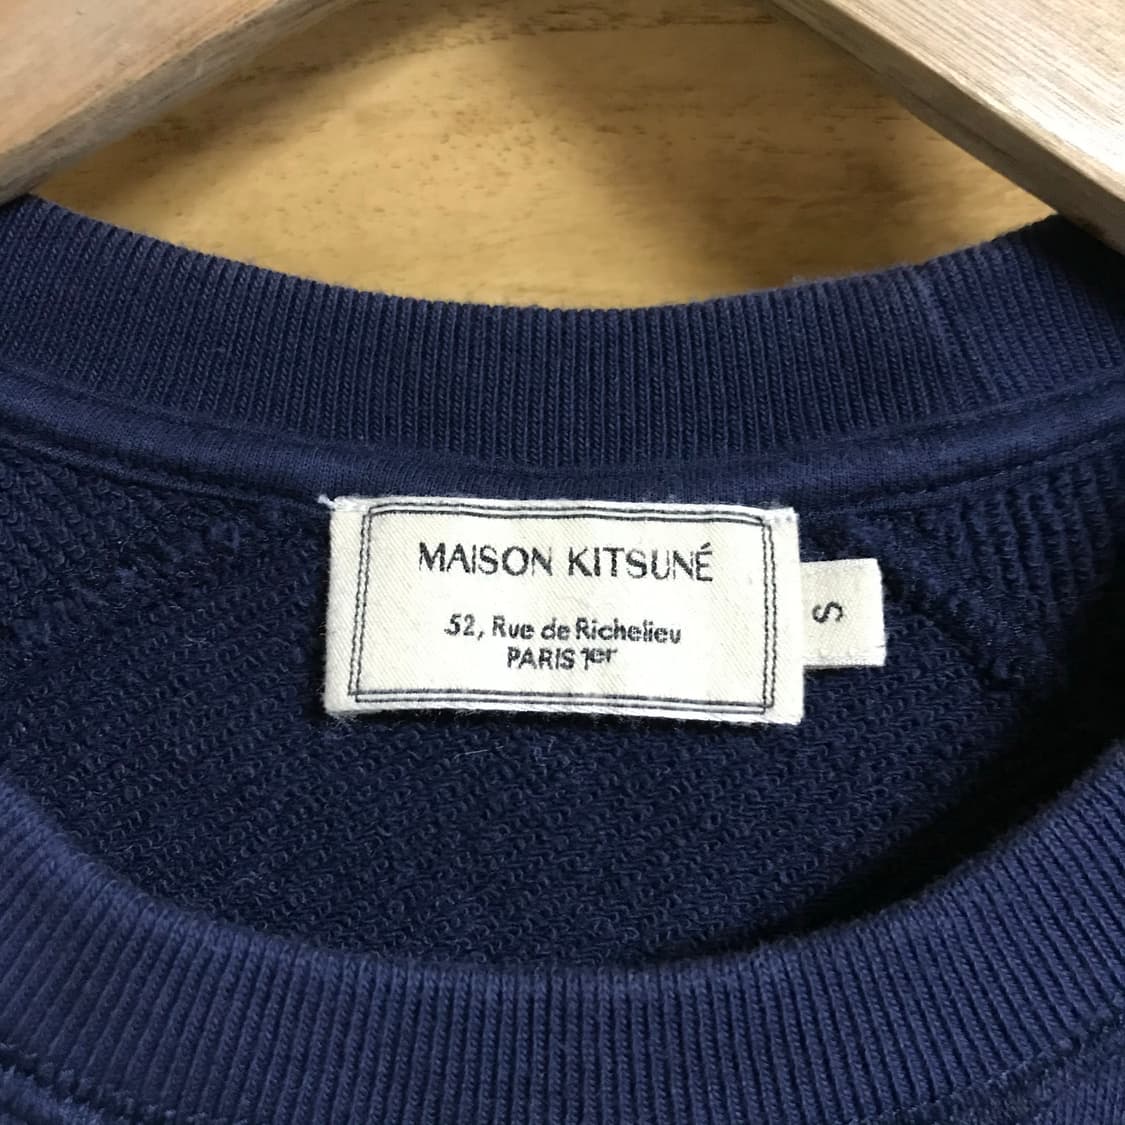 MAISON KITSUNÉ
52, Rue de Richelieu
PARIS 1er
S